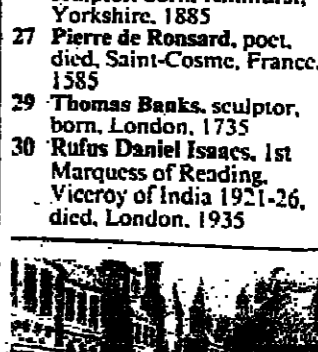 Yorkshire, 1885
27 Pierre de Ronsard, poet,
died, Saint-Cosme, France,
1585
29 Thomas Banks, sculptor,
born, London, 1735
30 Rufus Daniel Isaacs, 1st
Marquess of Reading,
Viceroy of India 1921-26,
died, London, 1935